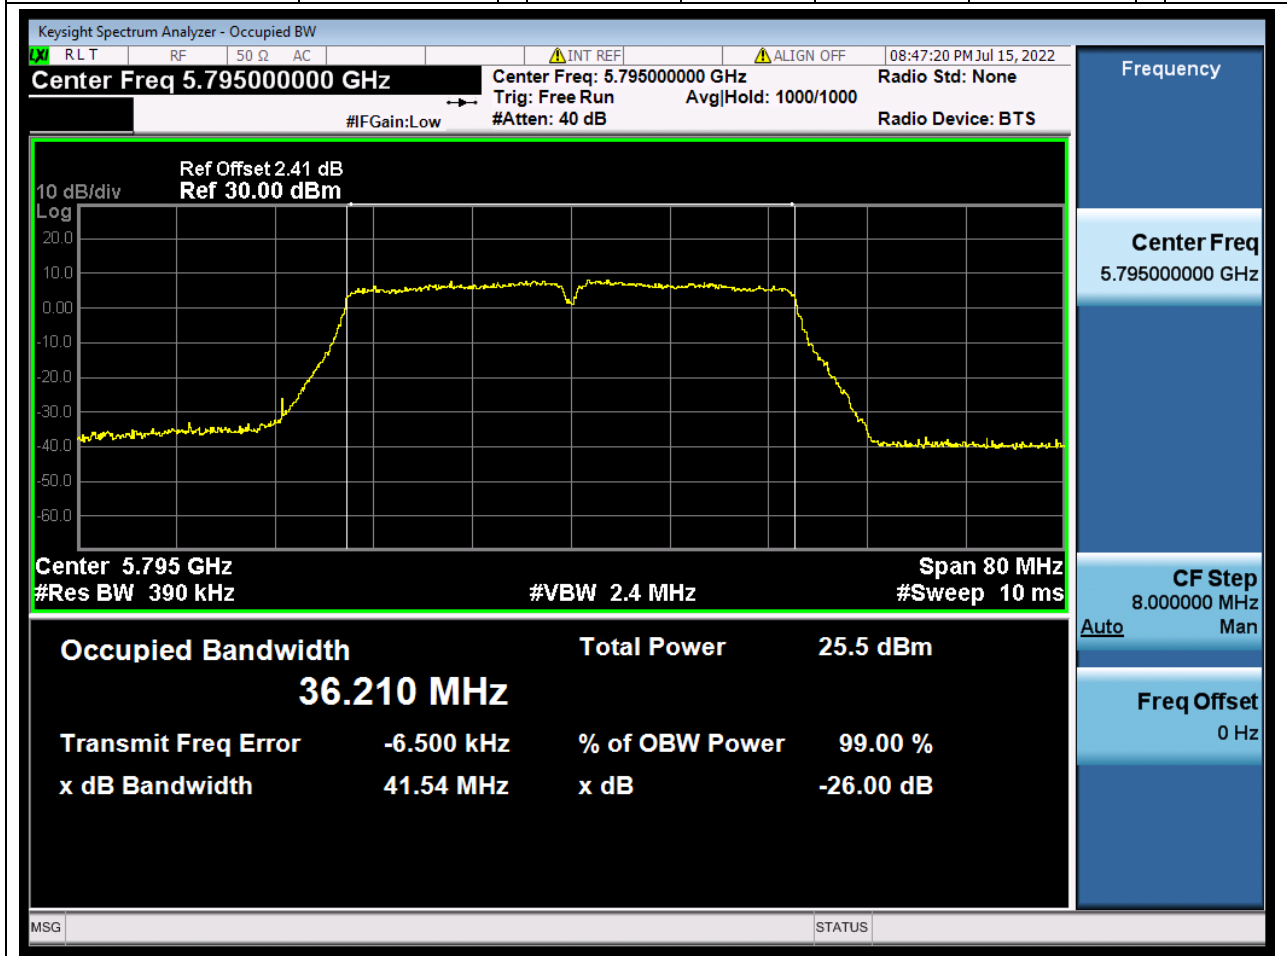 Keysight Spectrum Analyzer - Occupied BW
LXI RLT RF 50 Ω AC INT REF ALIGN OFF 08:47:20 PM Jul 15, 2022
Center Freq 5.795000000 GHz Center Freq: 5.795000000 GHz Radio Std: None
Trig: Free Run Avg|Hold: 1000/1000
#IFGain:Low #Atten: 40 dB Radio Device: BTS
Frequency
Ref Offset 2.41 dB
10 dB/div Ref 30.00 dBm
Log
20.0
10.0
0.00
-10.0
-20.0
-30.0
-40.0
-50.0
-60.0
Center 5.795 GHz Span 80 MHz
#Res BW 390 kHz #VBW 2.4 MHz #Sweep 10 ms
Occupied Bandwidth Total Power 25.5 dBm
36.210 MHz
Transmit Freq Error -6.500 kHz % of OBW Power 99.00 %
x dB Bandwidth 41.54 MHz x dB -26.00 dB
Center Freq
5.795000000 GHz
CF Step
8.000000 MHz
Auto Man
Freq Offset
0 Hz
MSG STATUS